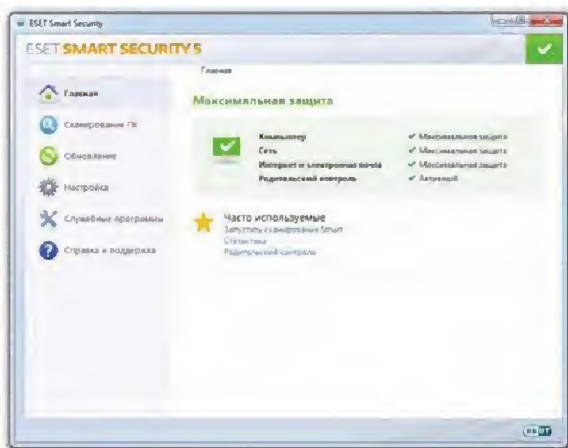 ESET Smart Security
ESET SMART SECURITY 5
Главная
Главная
Максимальная защита
Сканирование ПК
Обновление
Настройка
Служебные программы
Справка и поддержка
Компьютер ✔ Максимальная защита
Сеть ✔ Максимальная защита
Интернет и электронная почта ✔ Максимальная защита
Родительский контроль ✔ Активный
Часто используемые
Запустить сканирование Smart
Статистика
Родительский контроль
ESET